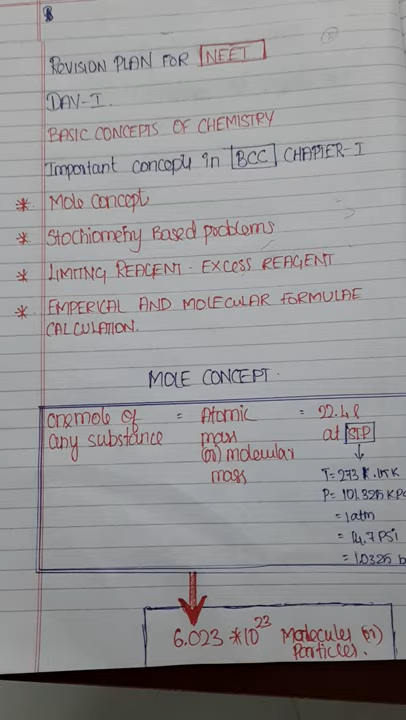 REVISION PLAN FOR NEET
DAY-I.
BASIC CONCEPTS OF CHEMISTRY
Important concepts in BCC CHAPTER-I
* Mole concept
* Stochiometry Based problems
* LIMITING REAGENT - EXCESS REAGENT
* EMPERICAL AND MOLECULAR FORMULAE
CALCULATION.
MOLE CONCEPT.
one mole of = Atomic = 22.4 l
any substance mass at STP
(or) molecular ↓
mass T = 273 K
P = 101.325 KPa
= 1 atm
= 14.7 PSi
= 1.0325 b
6.023 *10^23 Molecules (or)
Particles.